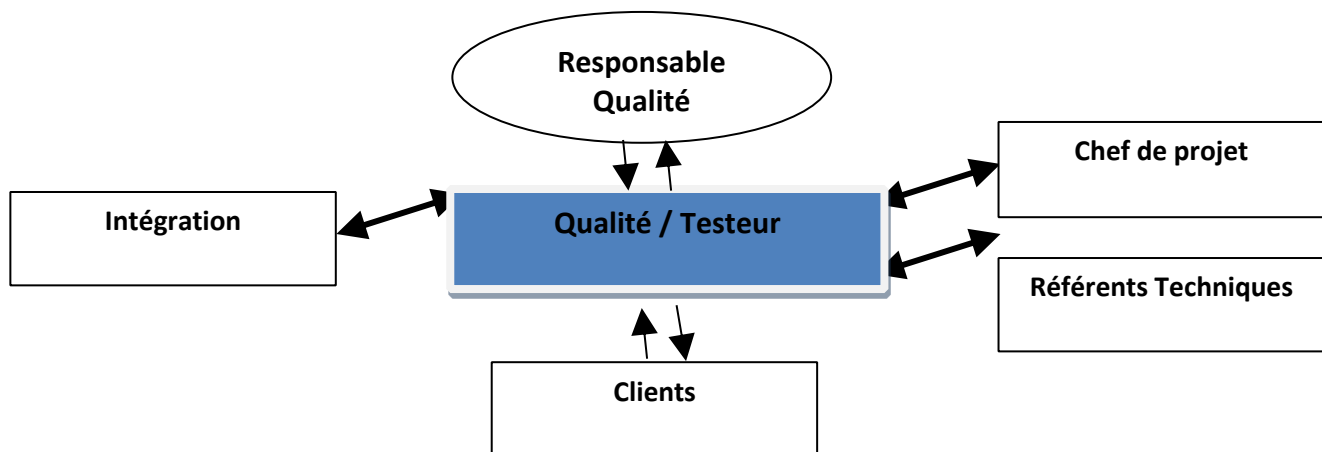 Responsable
Qualité
Chef de projet
Intégration
Qualité / Testeur
Référents Techniques
Clients